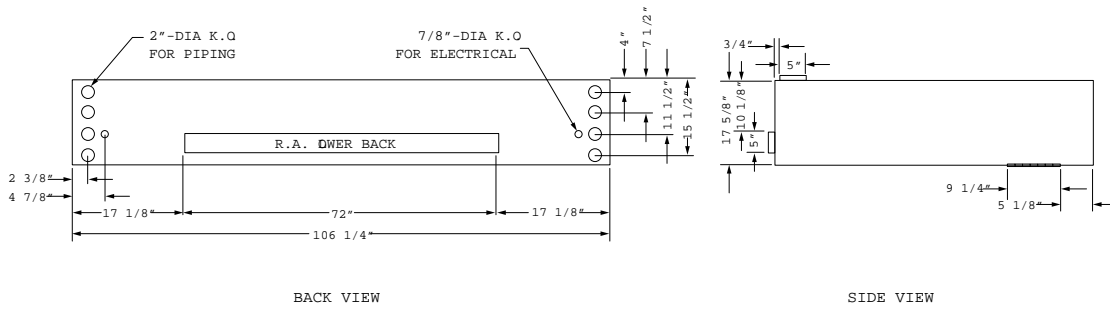 2″-DIA K.O
FOR PIPING
7/8″-DIA K.O
FOR ELECTRICAL
4″
7 1/2″
11 1/2″
15 1/2″
R.A. OWER BACK
2 3/8″
4 7/8″
17 1/8″
72″
17 1/8″
106 1/4″
BACK VIEW
3/4″
5″
17 5/8″
10 1/8″
5″
9 1/4″
5 1/8″
SIDE VIEW